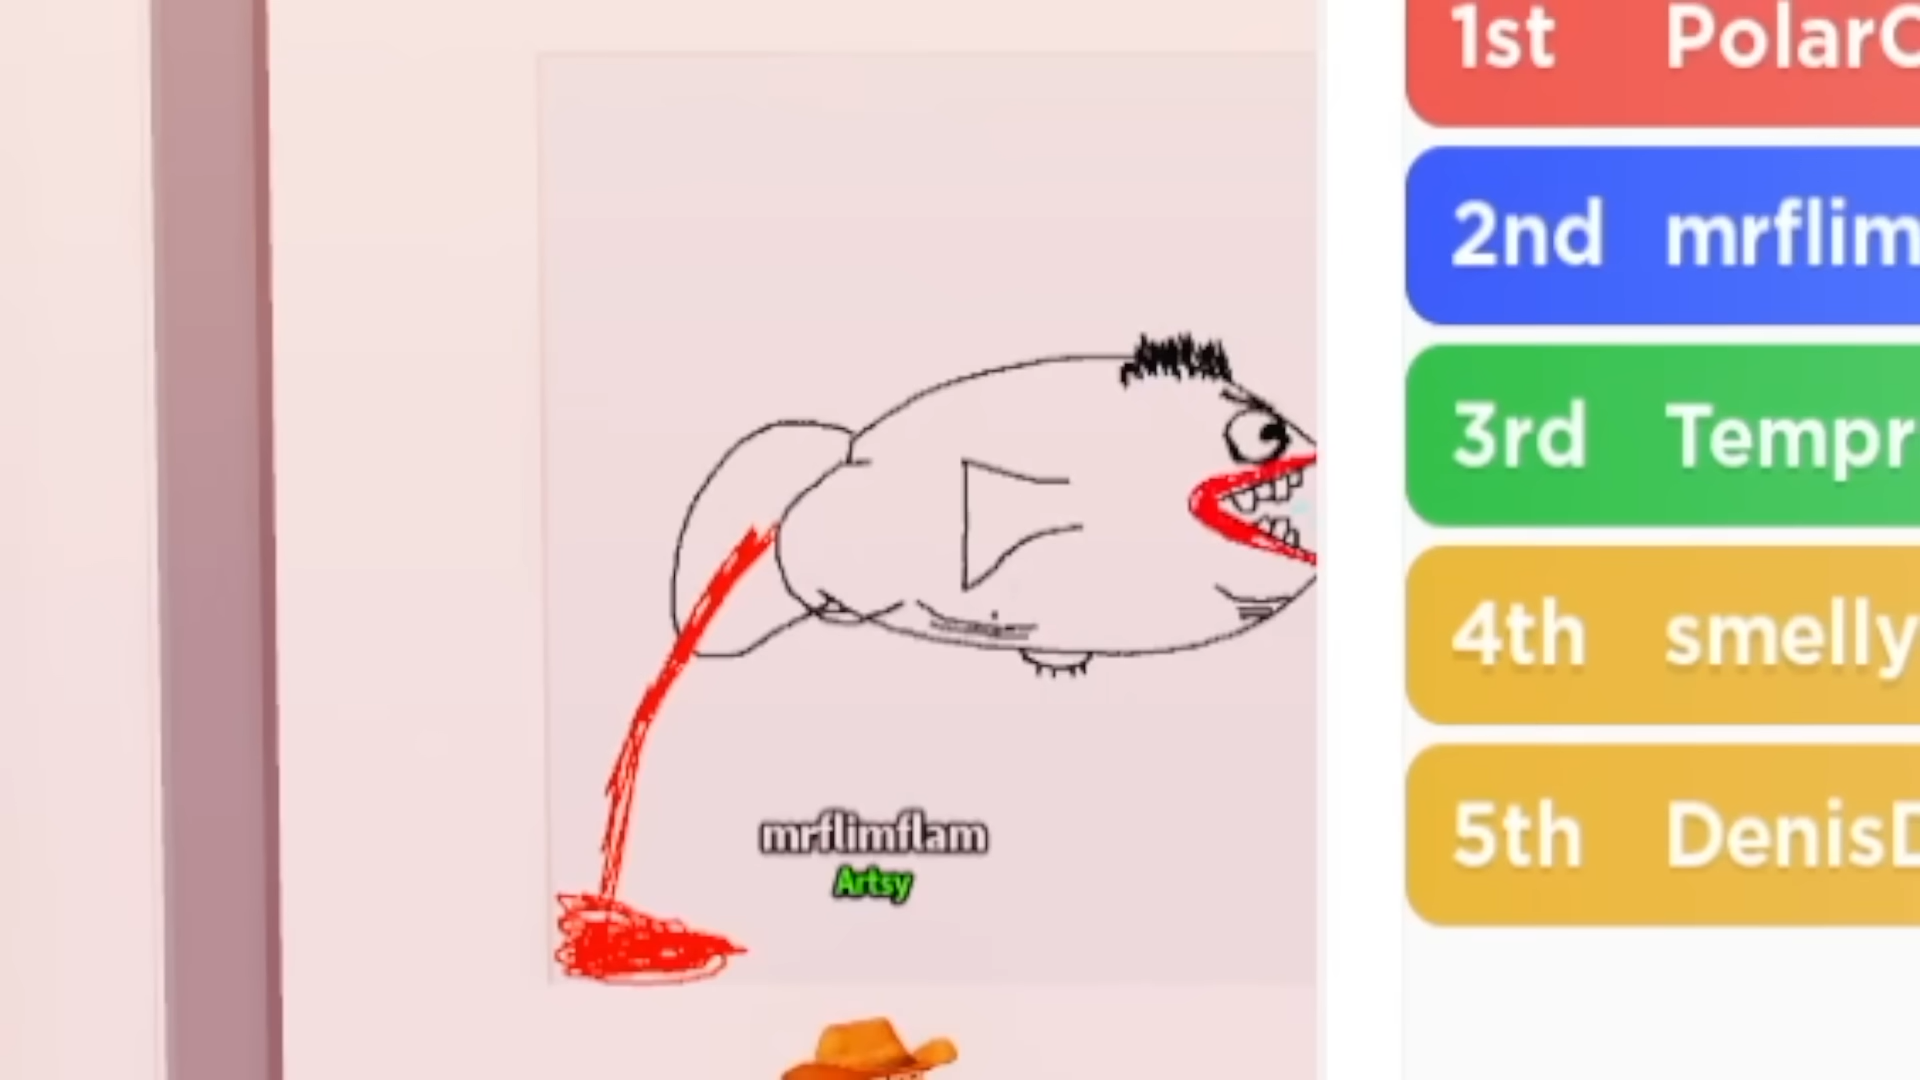 mrflimflam
Artsy
1st PolarC
2nd mrflim
3rd Tempr
4th smelly
5th DenisD